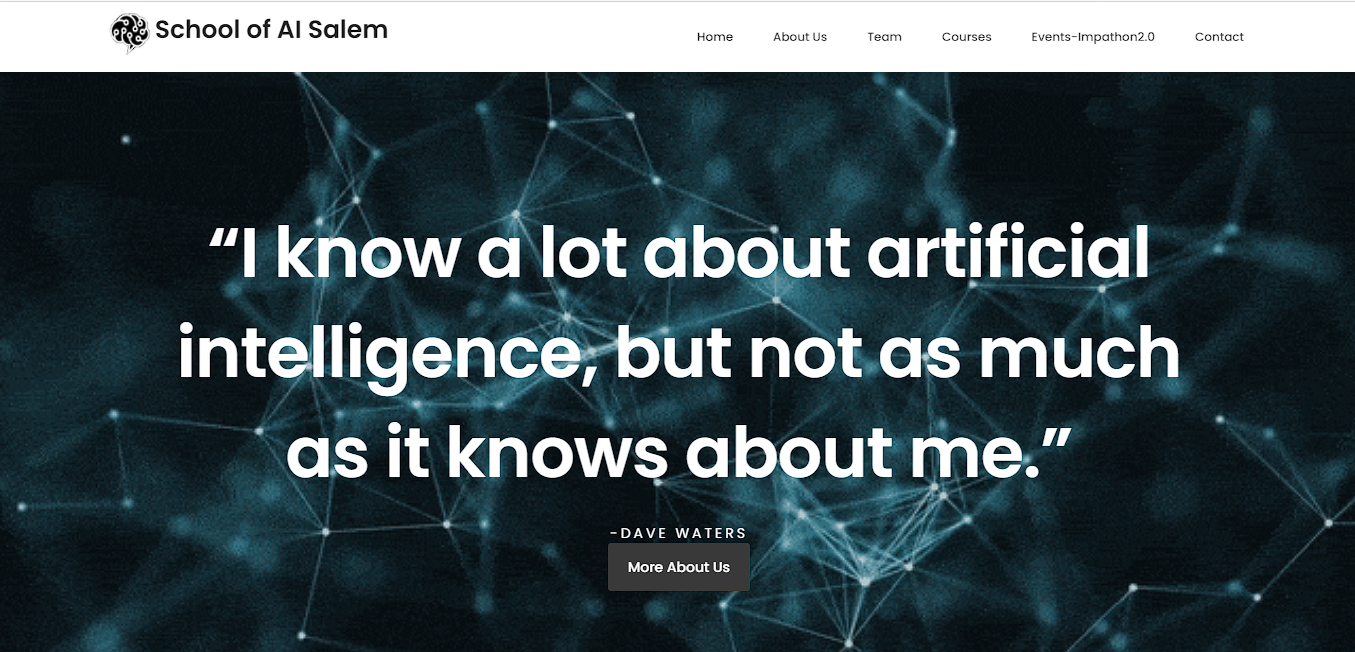 School of AI Salem
Home About Us Team Courses Events-Impathon2.0 Contact
“I know a lot about artificial
intelligence, but not as much
as it knows about me.”
-DAVE WATERS
More About Us